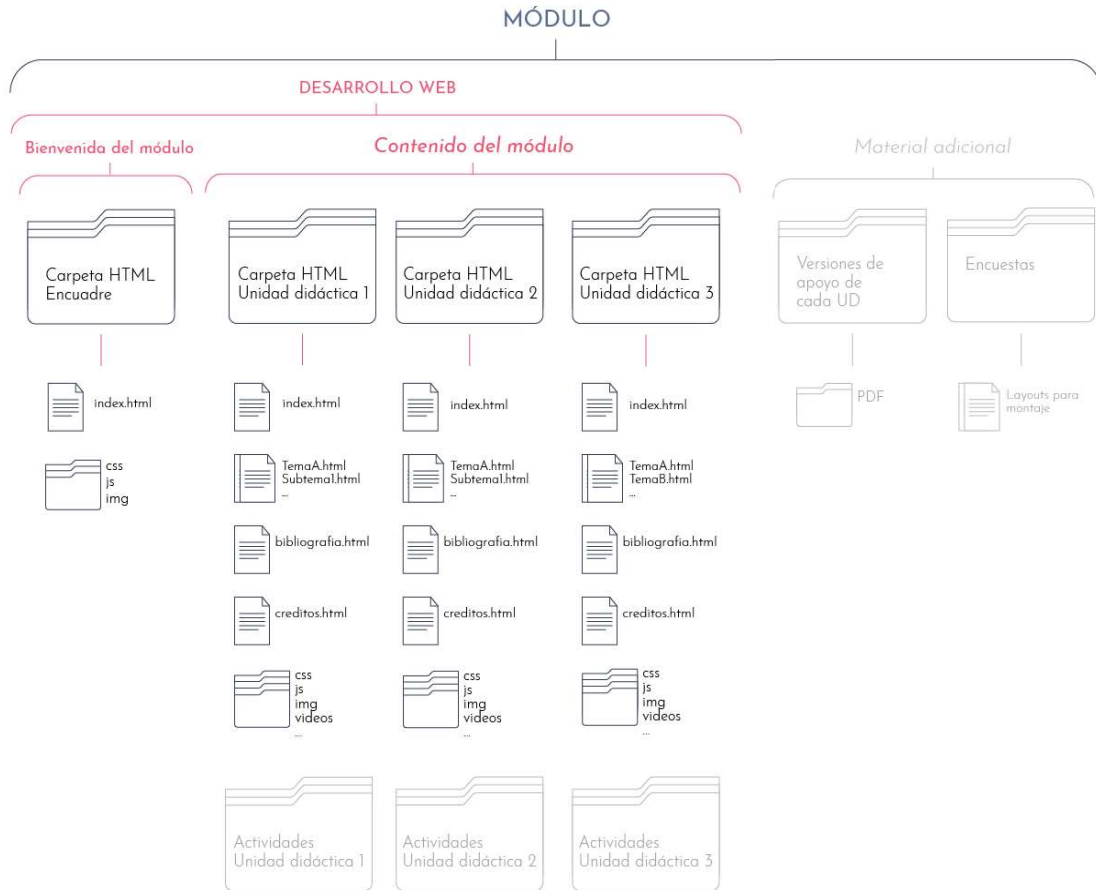 MÓDULO
DESARROLLO WEB
Bienvenida del módulo
Contenido del módulo
Material adicional
Carpeta HTML
Encuadre
Carpeta HTML
Unidad didáctica 1
Carpeta HTML
Unidad didáctica 2
Carpeta HTML
Unidad didáctica 3
Versiones de
apoyo de
cada UD
Encuestas
index.html
index.html
index.html
index.html
PDF
Layouts para
montaje
css
js
img
TemaA.html
Subtema1.html
...
TemaA.html
Subtema1.html
...
TemaA.html
TemaB.html
...
bibliografia.html
bibliografia.html
bibliografia.html
creditos.html
creditos.html
creditos.html
css
js
img
videos
...
css
js
img
videos
...
css
js
img
videos
...
Actividades
Unidad didáctica 1
Actividades
Unidad didáctica 2
Actividades
Unidad didáctica 3